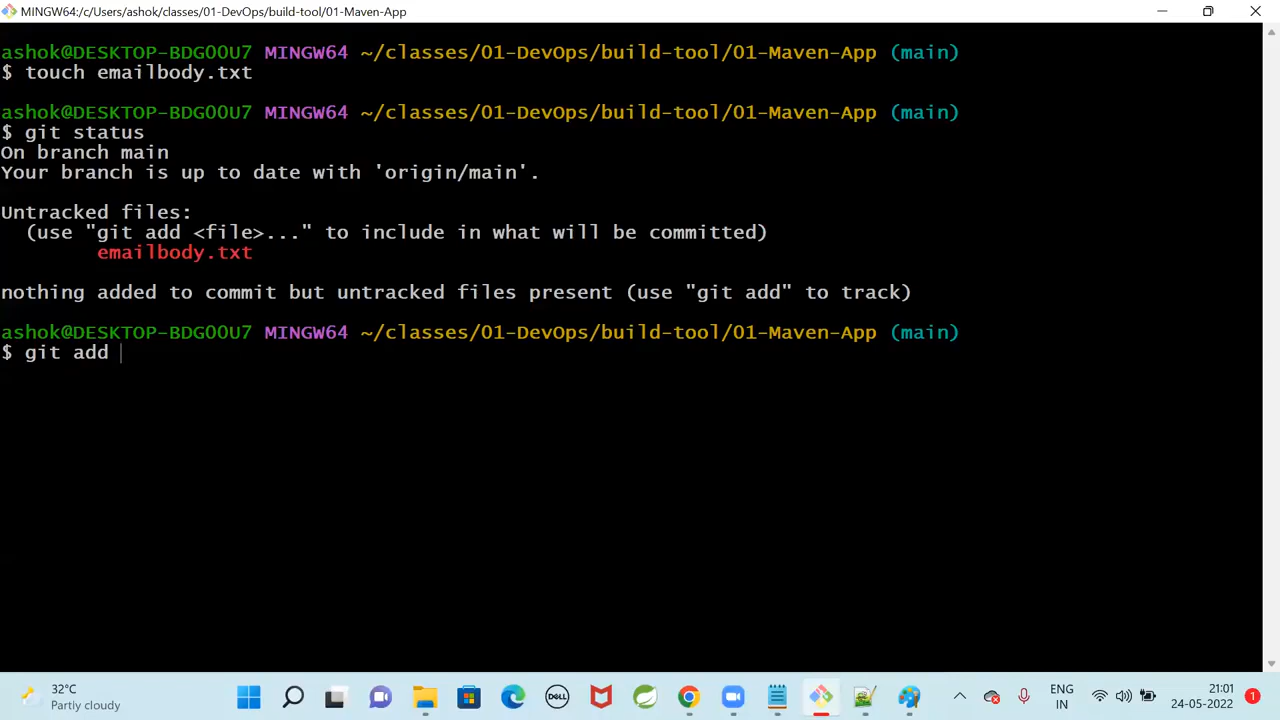 MINGW64:/c/Users/ashok/classes/01-DevOps/build-tool/01-Maven-App
ashok@DESKTOP-BDG0OU7 MINGW64 ~/classes/01-DevOps/build-tool/01-Maven-App (main)
$ touch emailbody.txt
ashok@DESKTOP-BDG0OU7 MINGW64 ~/classes/01-DevOps/build-tool/01-Maven-App (main)
$ git status
On branch main
Your branch is up to date with 'origin/main'.
Untracked files:
(use "git add <file>..." to include in what will be committed)
emailbody.txt
nothing added to commit but untracked files present (use "git add" to track)
ashok@DESKTOP-BDG0OU7 MINGW64 ~/classes/01-DevOps/build-tool/01-Maven-App (main)
$ git add
32°C
Partly cloudy
DELL
ENG
IN
21:01
24-05-2022
1